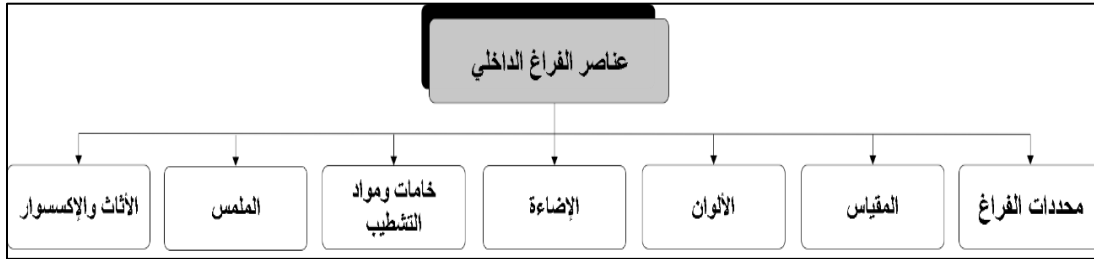 عناصر الفراغ الداخلي
محددات الفراغ
المقياس
الألوان
الإضاءة
خامات ومواد
التشطيب
الملمس
الأثاث والإكسسوار